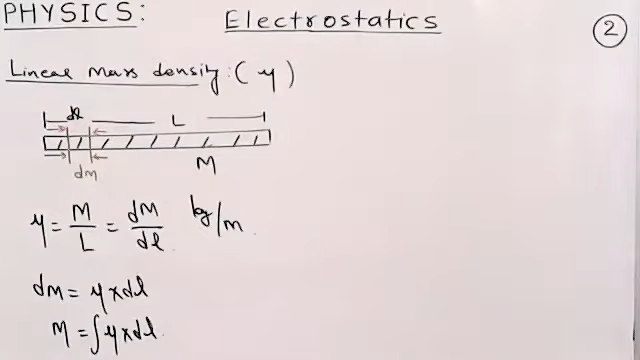 PHYSICS:
Electrostatics
2
Linear mass density: (y)
dl
L
dm
M
y = M/L = dM/dl kg/m.
dM = y x dl
M = ∫ y x dl.